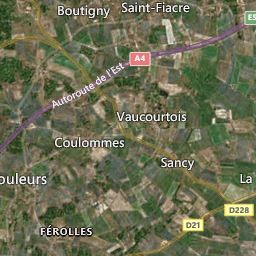 Boutigny
Saint-Fiacre
E5
A4
Autoroute de l'Est
Vaucourtois
Coulommes
Sancy
ouleurs
La
D228
D21
FÉROLLES